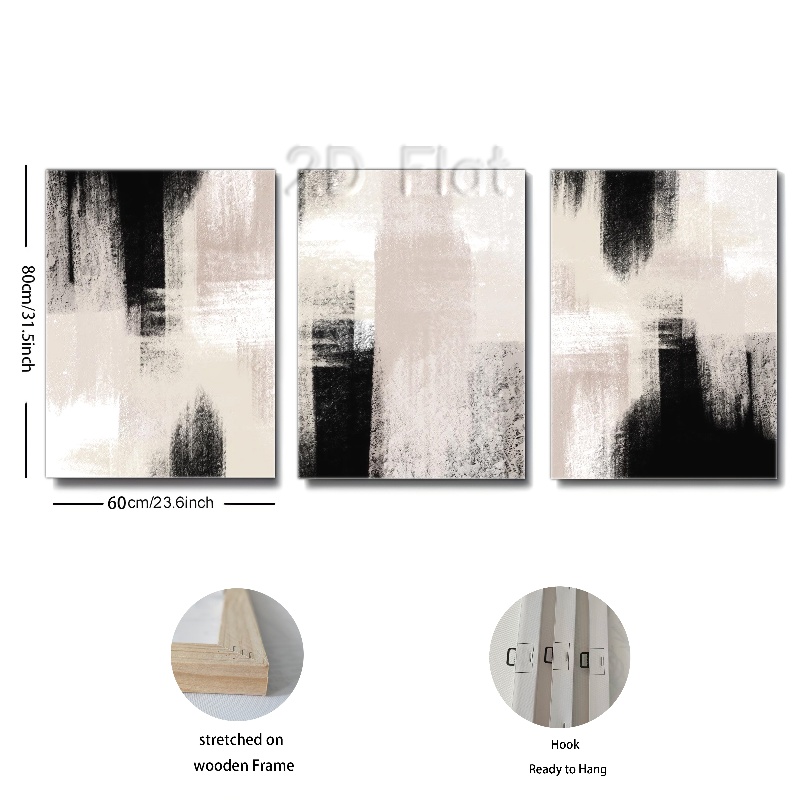 2D Flat
80cm/31.5inch
60cm/23.6inch
stretched on
wooden Frame
Hook
Ready to Hang